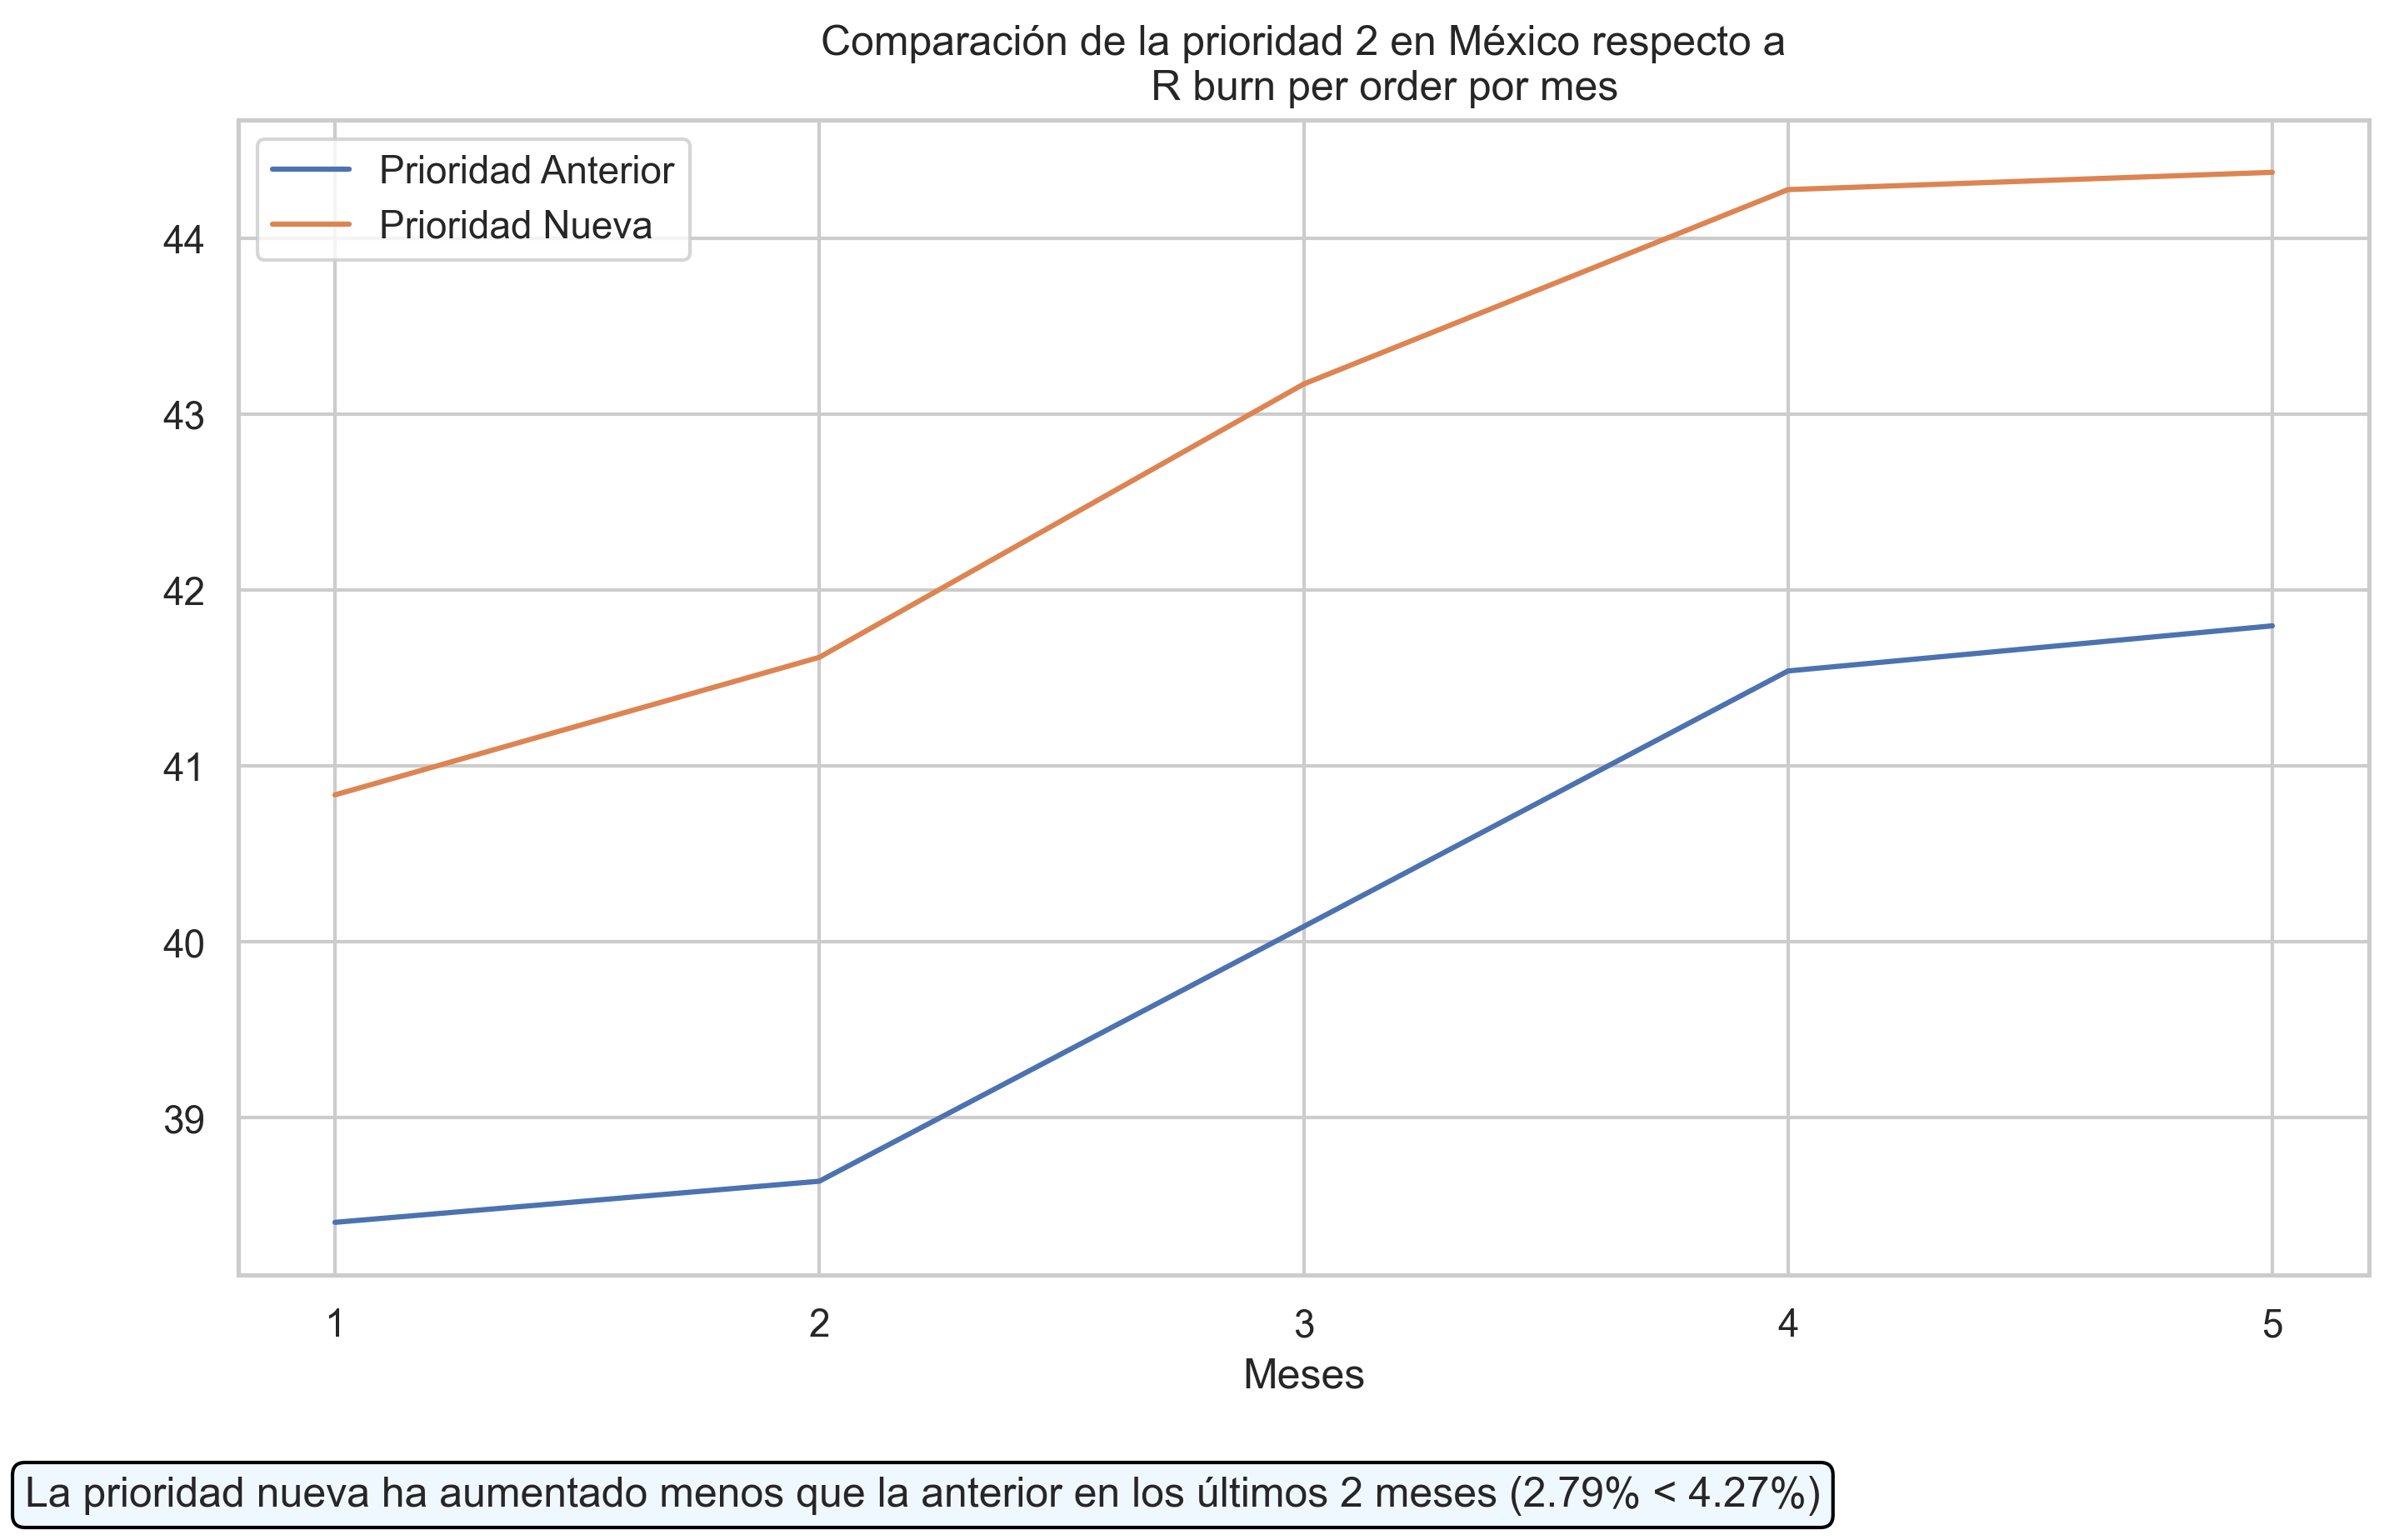 Comparación de la prioridad 2 en México respecto a
R burn per order por mes
Prioridad Anterior
Prioridad Nueva
44
43
42
41
40
39
1 2 3 4 5
Meses
La prioridad nueva ha aumentado menos que la anterior en los últimos 2 meses (2.79% < 4.27%)